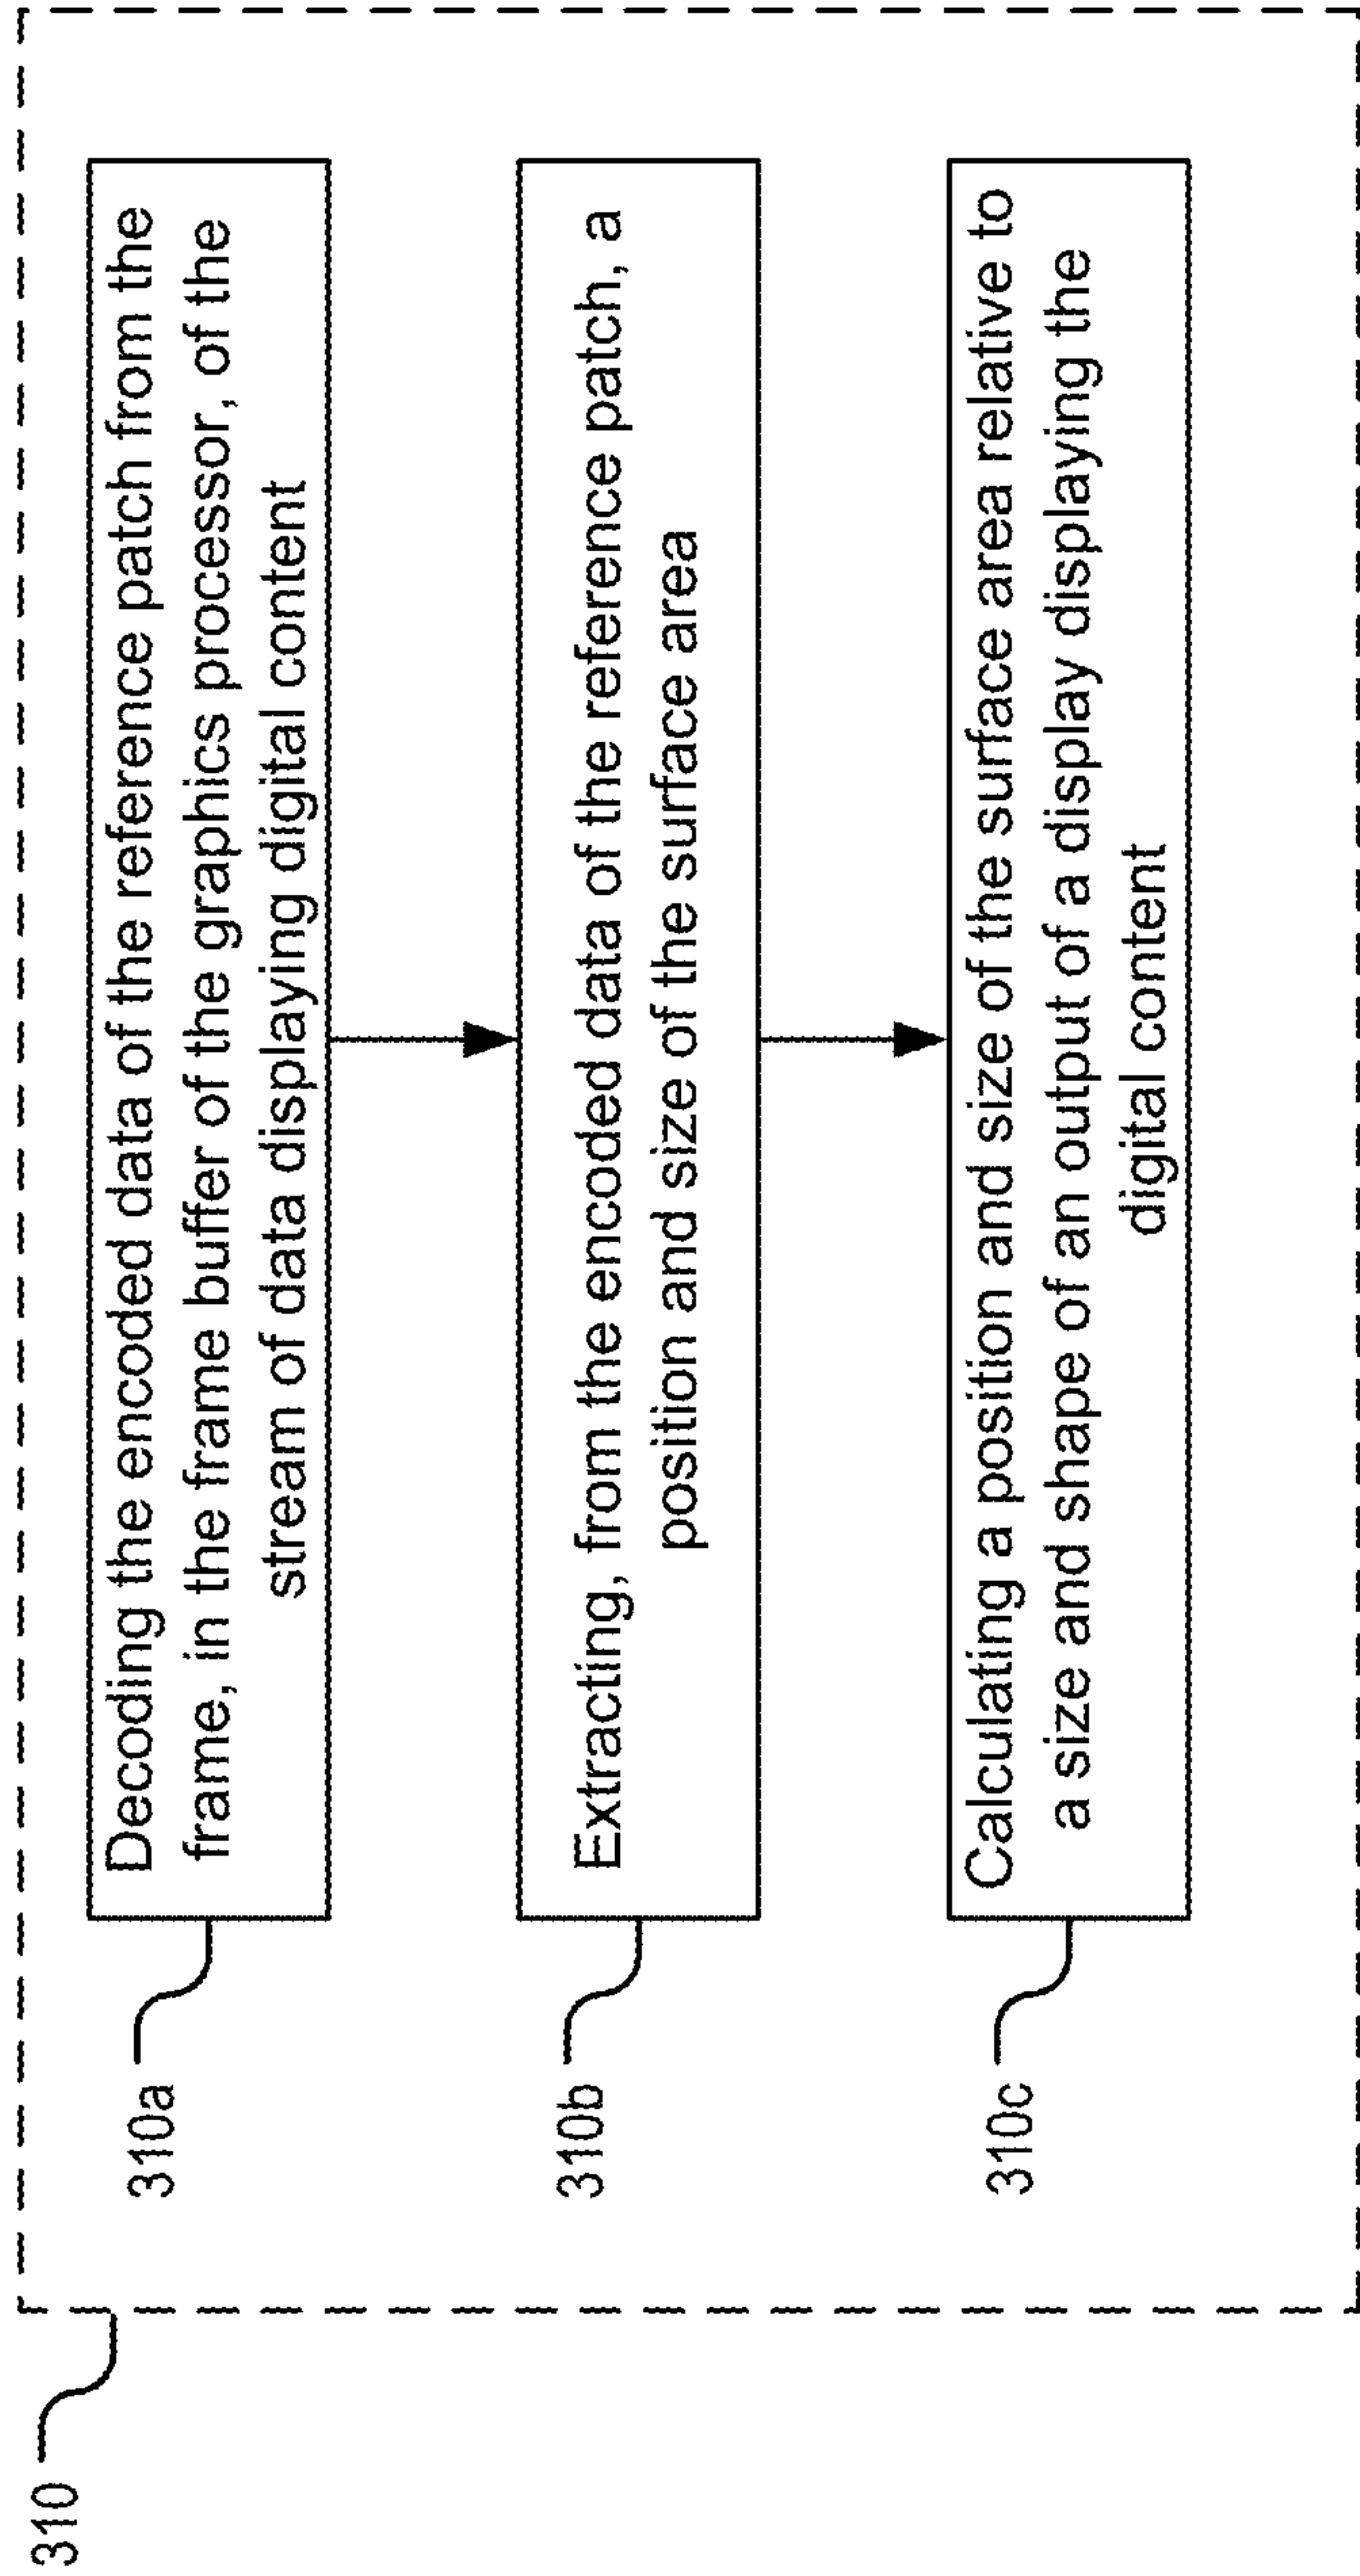 310
310a
Decoding the encoded data of the reference patch from the
frame, in the frame buffer of the graphics processor, of the
stream of data displaying digital content
310b
Extracting, from the encoded data of the reference patch, a
position and size of the surface area
310c
Calculating a position and size of the surface area relative to
a size and shape of an output of a display displaying the
digital content